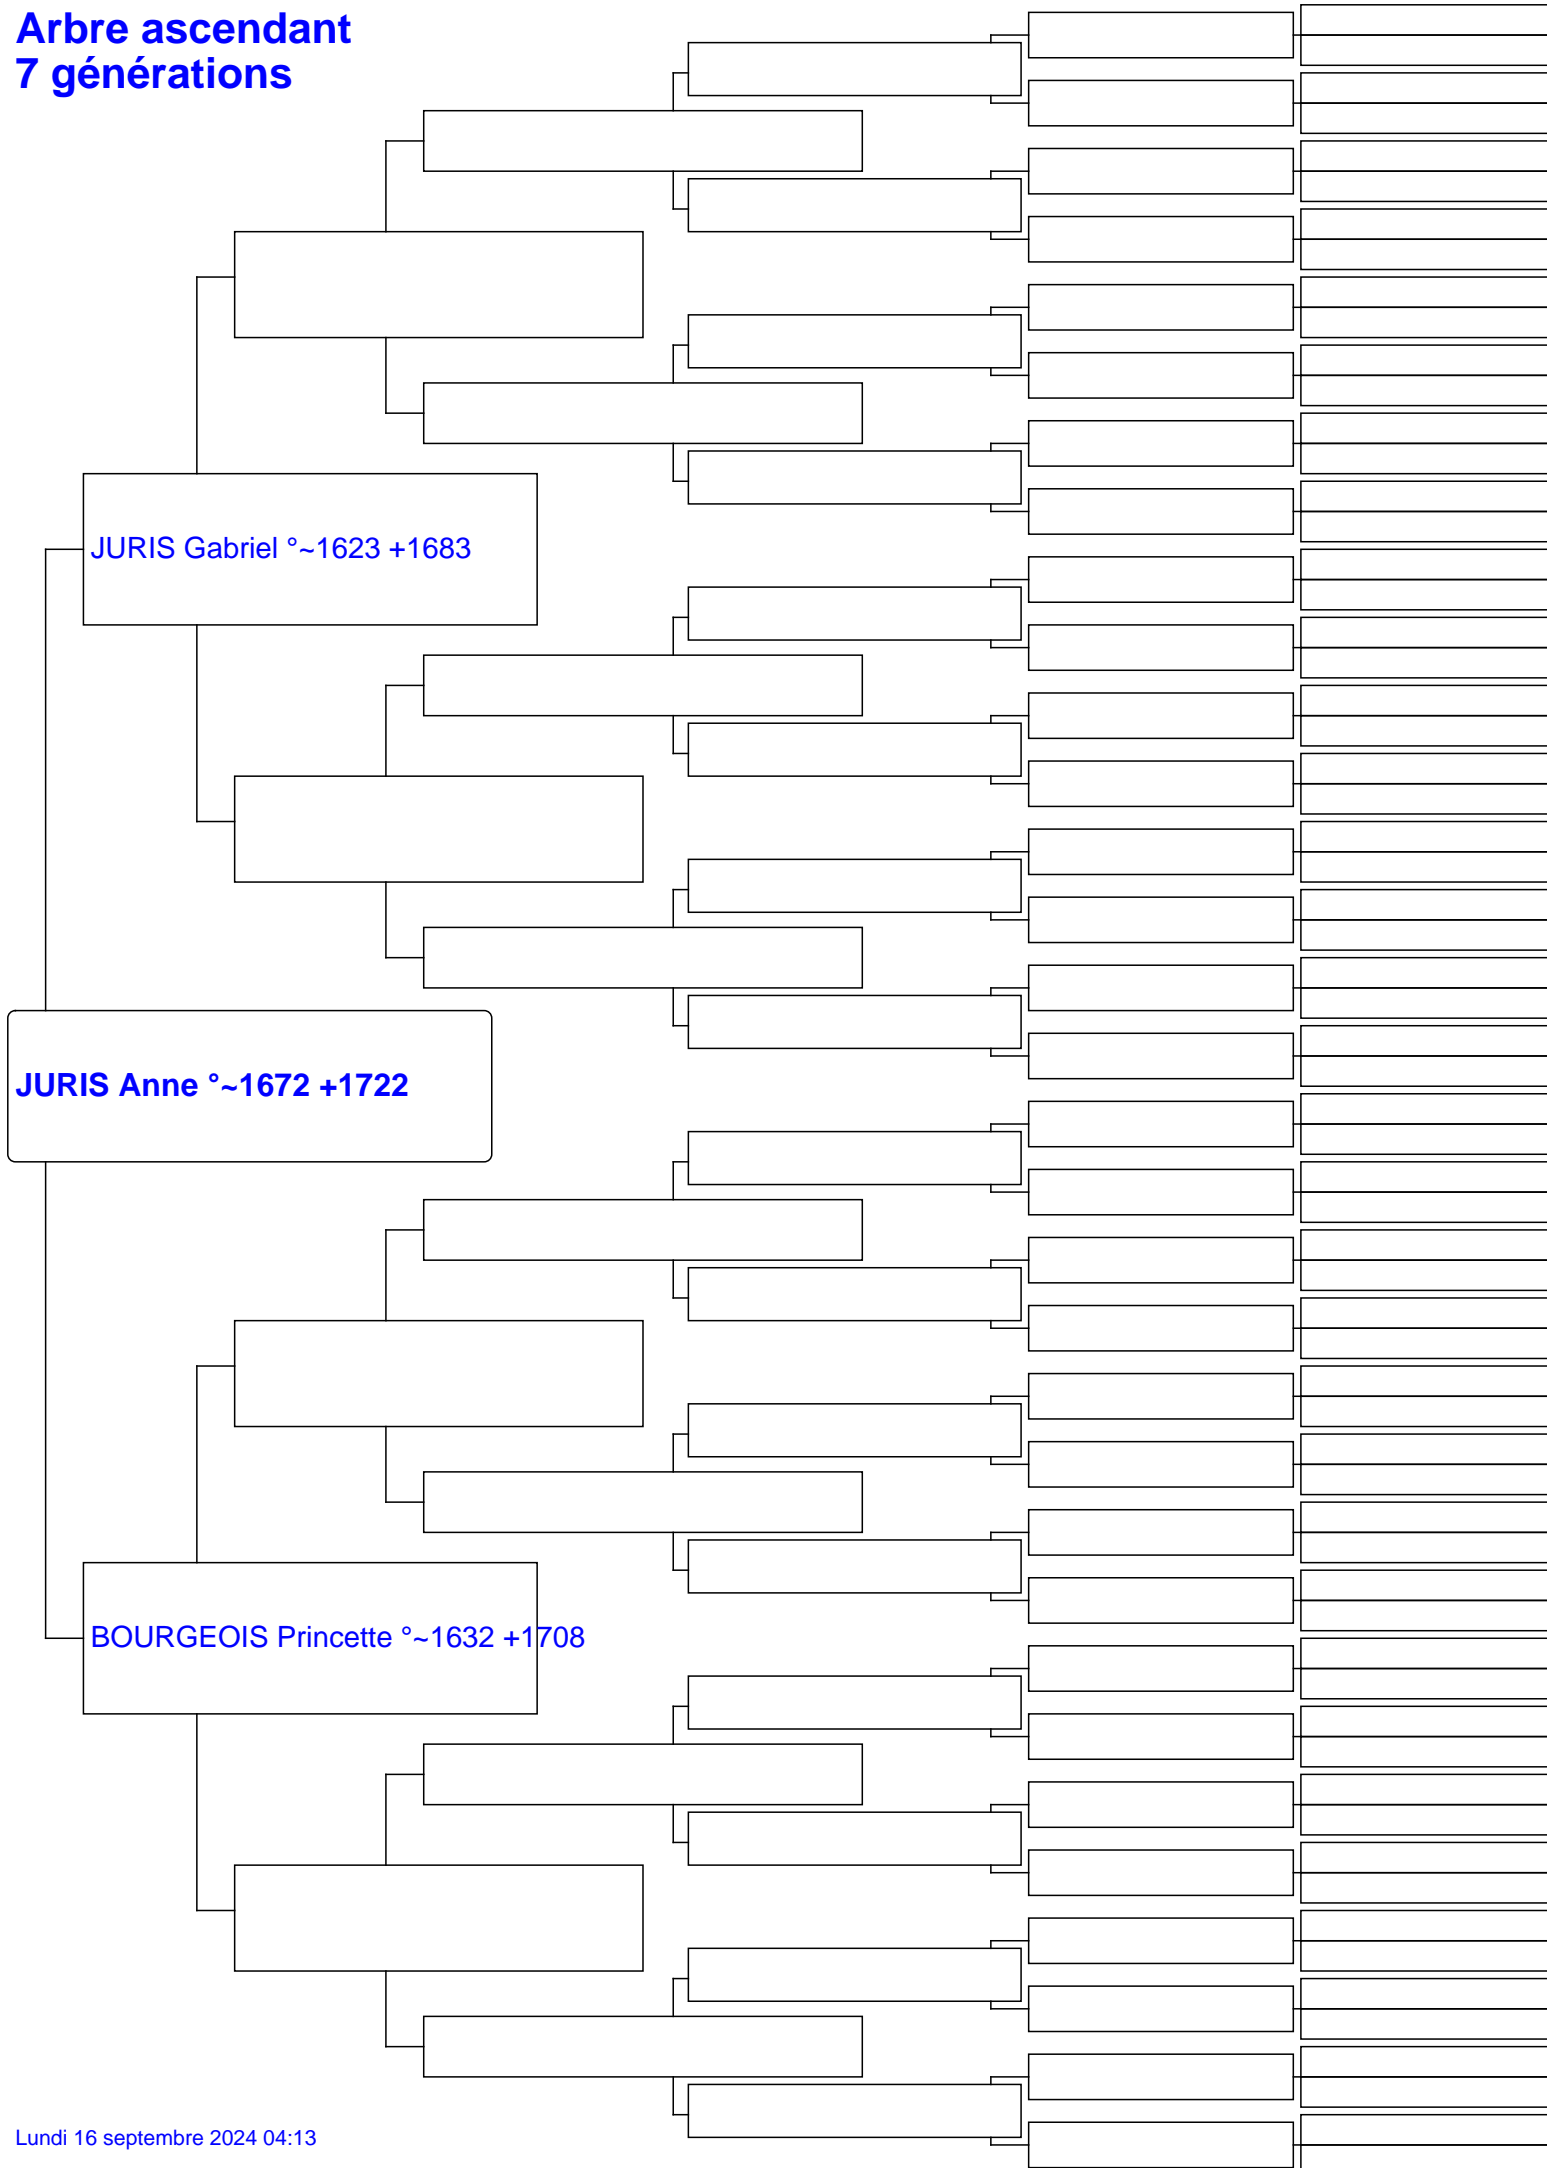 Arbre ascendant
7 générations
JURIS Gabriel °~1623 +1683
JURIS Anne °~1672 +1722
BOURGEOIS Princette °~1632 +1708
Lundi 16 septembre 2024 04:13